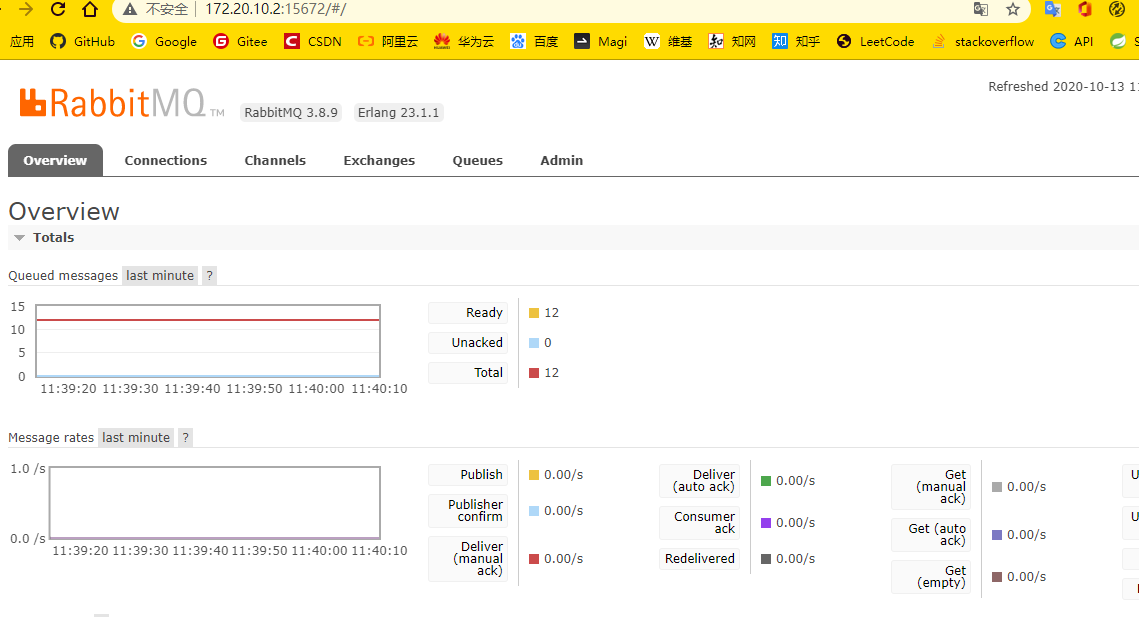 不安全 172.20.10.2:15672/#/
应用 GitHub Google Gitee CSDN 阿里云 华为云 百度 Magi 维基 知网 知乎 LeetCode stackoverflow API
Refreshed 2020-10-13 1
RabbitMQ TM RabbitMQ 3.8.9 Erlang 23.1.1
Overview Connections Channels Exchanges Queues Admin
Overview
Totals
Queued messages last minute ?
15
10
5
0
11:39:20 11:39:30 11:39:40 11:39:50 11:40:00 11:40:10
Ready 12
Unacked 0
Total 12
Message rates last minute ?
1.0 /s
0.0 /s
11:39:20 11:39:30 11:39:40 11:39:50 11:40:00 11:40:10
Publish 0.00/s
Publisher
confirm 0.00/s
Deliver
(manual
ack) 0.00/s
Deliver
(auto ack) 0.00/s
Consumer
ack 0.00/s
Redelivered 0.00/s
Get
(manual
ack) 0.00/s
Get (auto
ack) 0.00/s
Get
(empty) 0.00/s
U
U